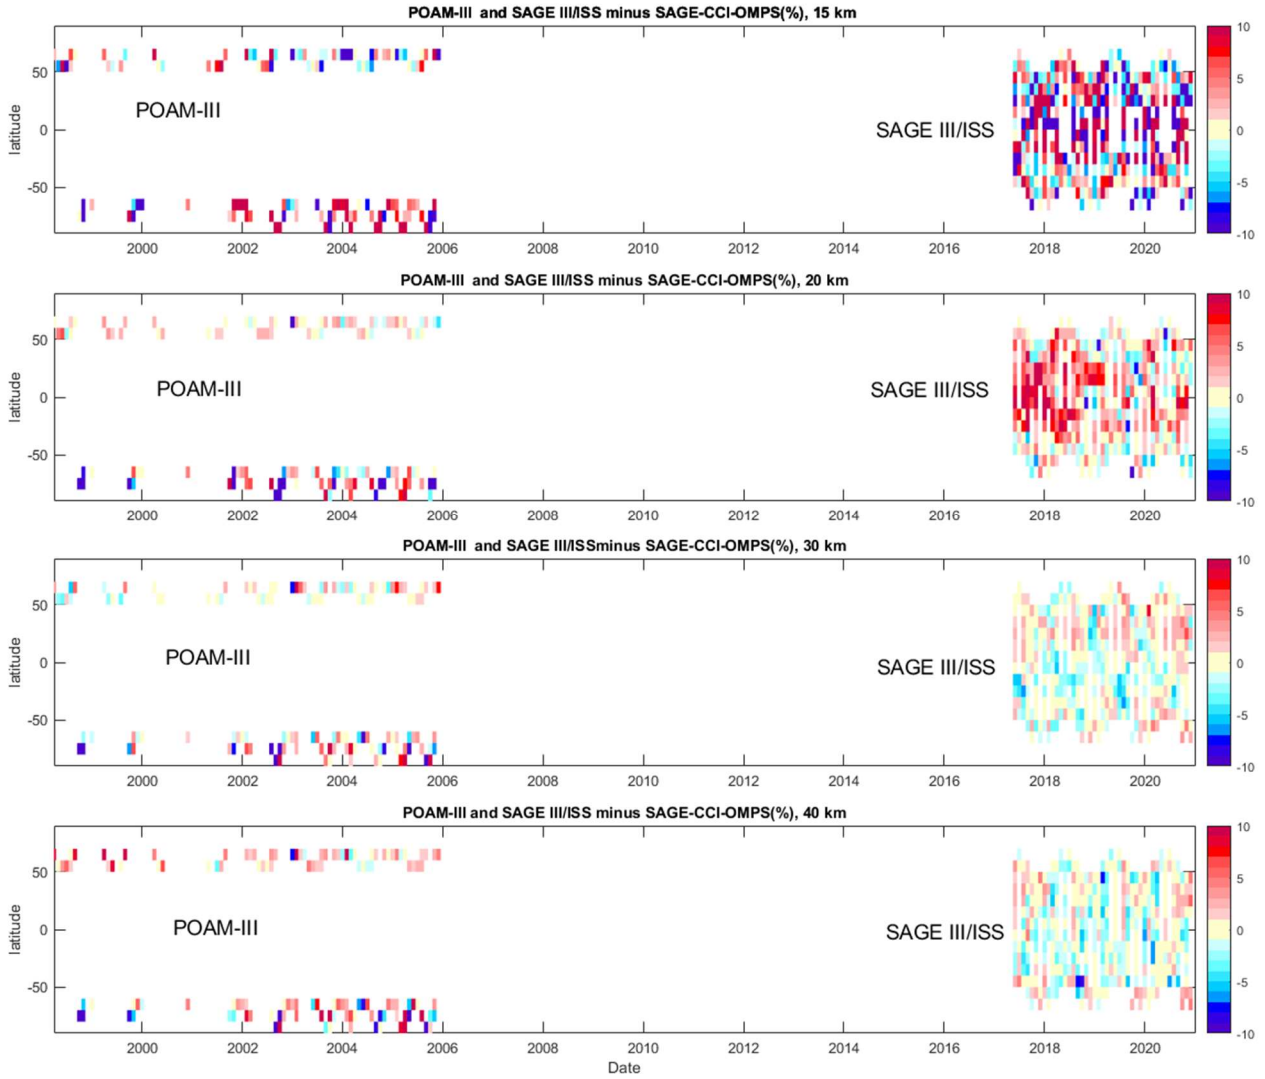 POAM-III and SAGE III/ISS minus SAGE-CCI-OMPS(%), 15 km
10
5
0
-5
-10
50
0
-50
latitude
POAM-III
SAGE III/ISS
2000 2002 2004 2006 2008 2010 2012 2014 2016 2018 2020
POAM-III and SAGE III/ISS minus SAGE-CCI-OMPS(%), 20 km
10
5
0
-5
-10
50
0
-50
latitude
POAM-III
SAGE III/ISS
2000 2002 2004 2006 2008 2010 2012 2014 2016 2018 2020
POAM-III and SAGE III/ISSminus SAGE-CCI-OMPS(%), 30 km
10
5
0
-5
-10
50
0
-50
latitude
POAM-III
SAGE III/ISS
2000 2002 2004 2006 2008 2010 2012 2014 2016 2018 2020
POAM-III and SAGE III/ISS minus SAGE-CCI-OMPS(%), 40 km
10
5
0
-5
-10
50
0
-50
latitude
POAM-III
SAGE III/ISS
2000 2002 2004 2006 2008 2010 2012 2014 2016 2018 2020
Date